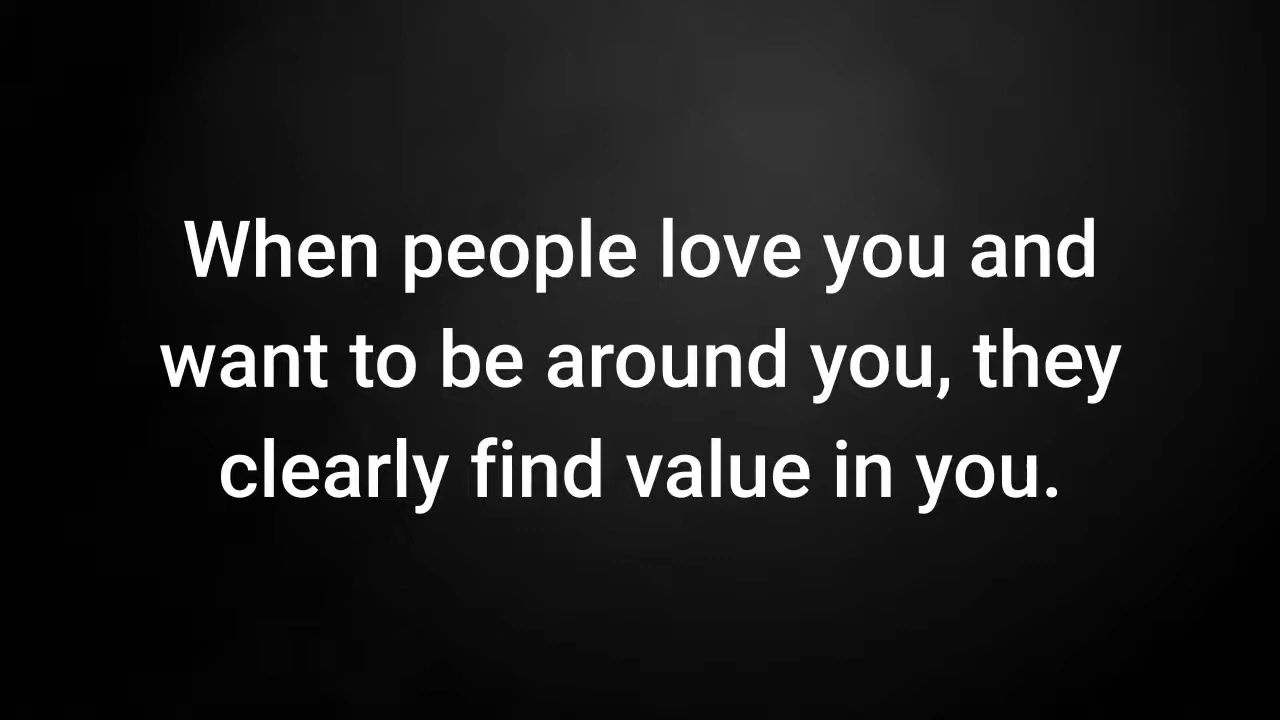 When people love you and
want to be around you, they
clearly find value in you.